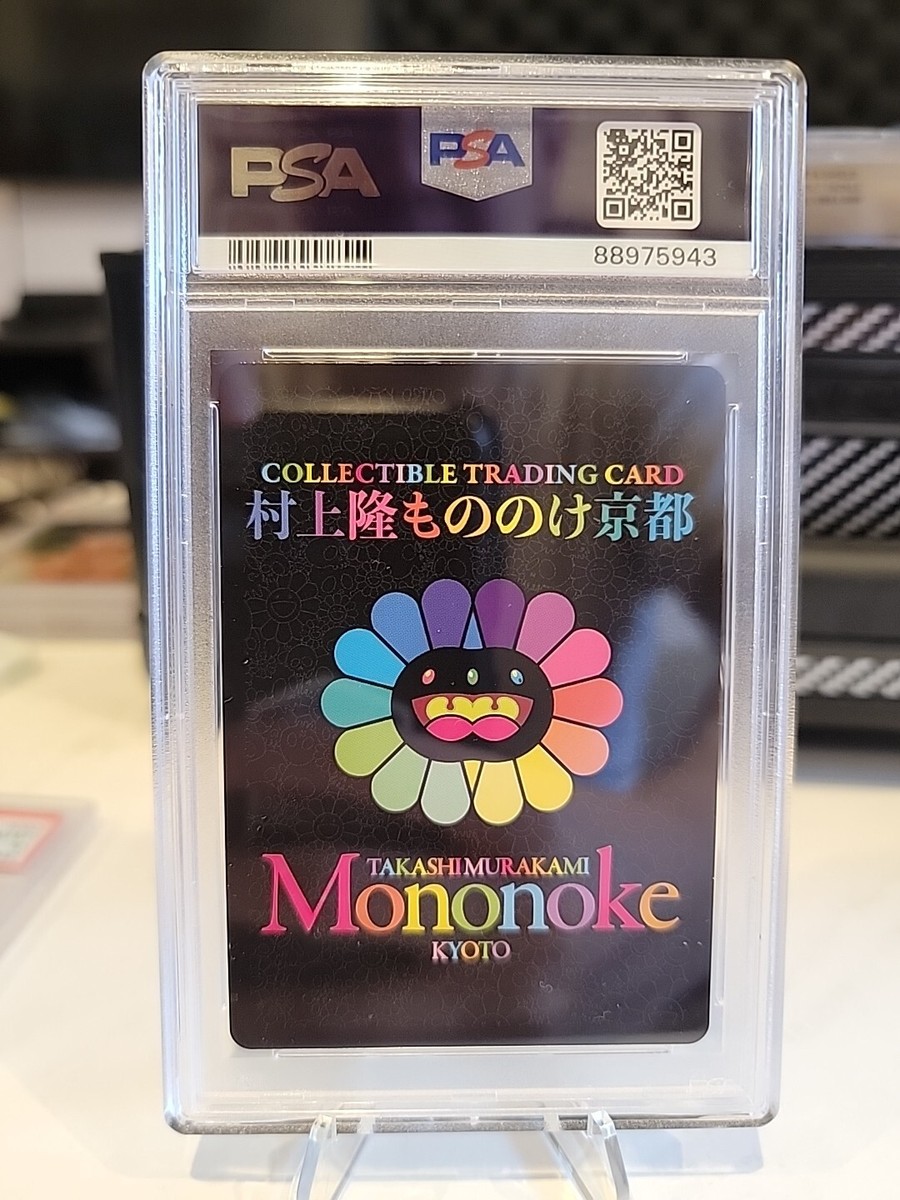 PSA
PSA
88975943
COLLECTIBLE TRADING CARD
村上隆もののけ京都
TAKASHI MURAKAMI
Mononoke
KYOTO